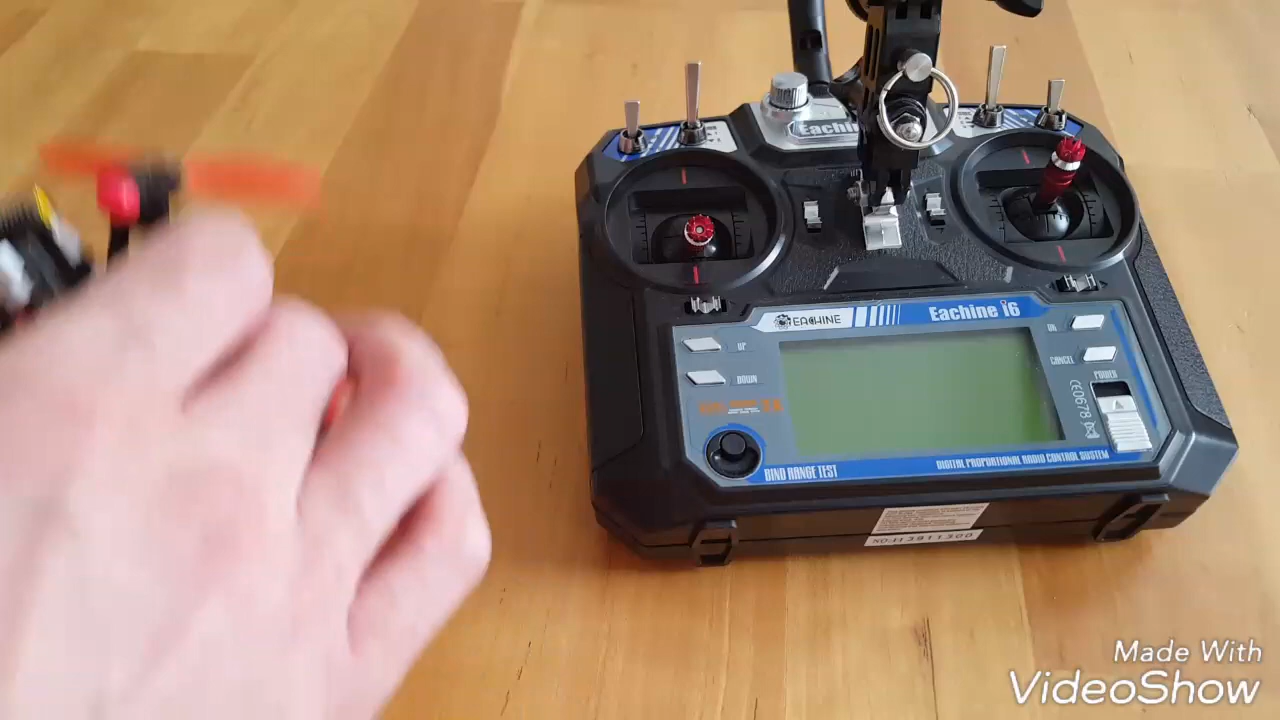 Eachine
EACHINE
Eachine i6
UP
DOWN
OK
CANCEL
POWER
CE0678
BIND RANGE TEST
DIGITAL PROPORTIONAL RADIO CONTROL SYSTEM
Made With
VideoShow